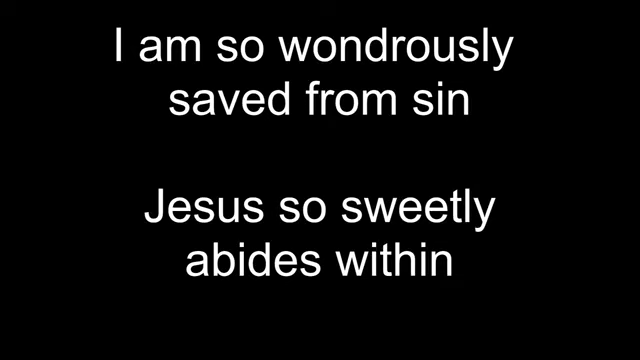 I am so wondrously
saved from sin
Jesus so sweetly
abides within